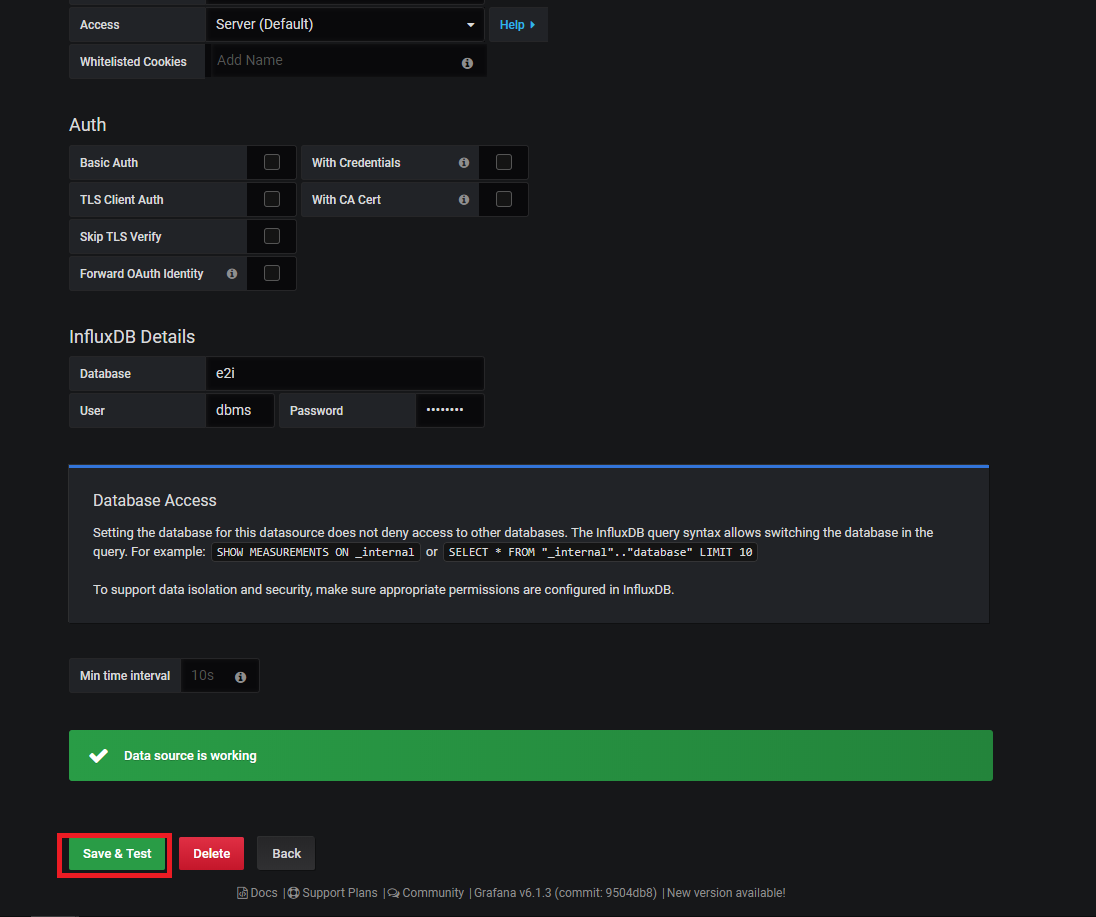 Access Server (Default) Help
Whitelisted Cookies Add Name
Auth
Basic Auth With Credentials
TLS Client Auth With CA Cert
Skip TLS Verify
Forward OAuth Identity
InfluxDB Details
Database e2i
User dbms Password ••••••••
Database Access
Setting the database for this datasource does not deny access to other databases. The InfluxDB query syntax allows switching the database in the
query. For example: SHOW MEASUREMENTS ON _internal or SELECT * FROM "_internal".."database" LIMIT 10
To support data isolation and security, make sure appropriate permissions are configured in InfluxDB.
Min time interval 10s
Data source is working
Save & Test Delete Back
Docs | Support Plans | Community | Grafana v6.1.3 (commit: 9504db8) | New version available!